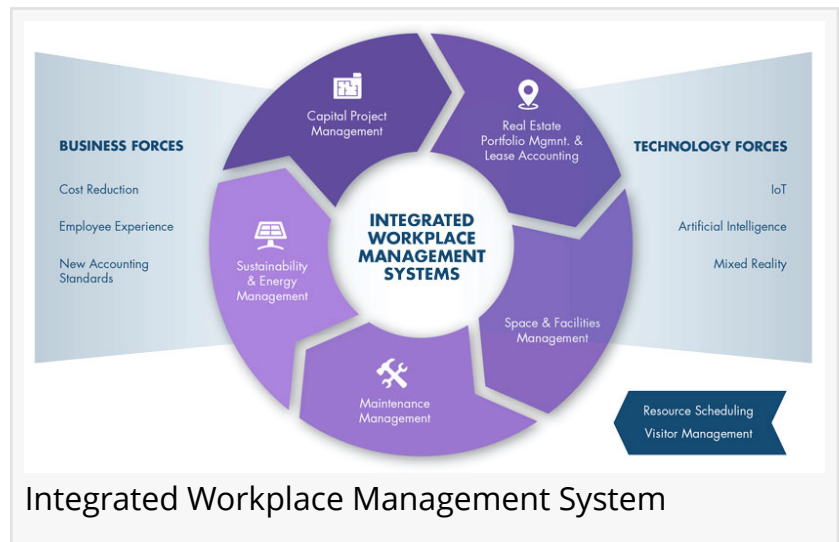 BUSINESS FORCES
Cost Reduction
Employee Experience
New Accounting
Standards
Capital Project
Management
Real Estate
Portfolio Mgmnt. &
Lease Accounting
Space & Facilities
Management
Maintenance
Management
Sustainability
& Energy
Management
INTEGRATED
WORKPLACE
MANAGEMENT
SYSTEMS
TECHNOLOGY FORCES
IoT
Artificial Intelligence
Mixed Reality
Resource Scheduling
Visitor Management
Integrated Workplace Management System